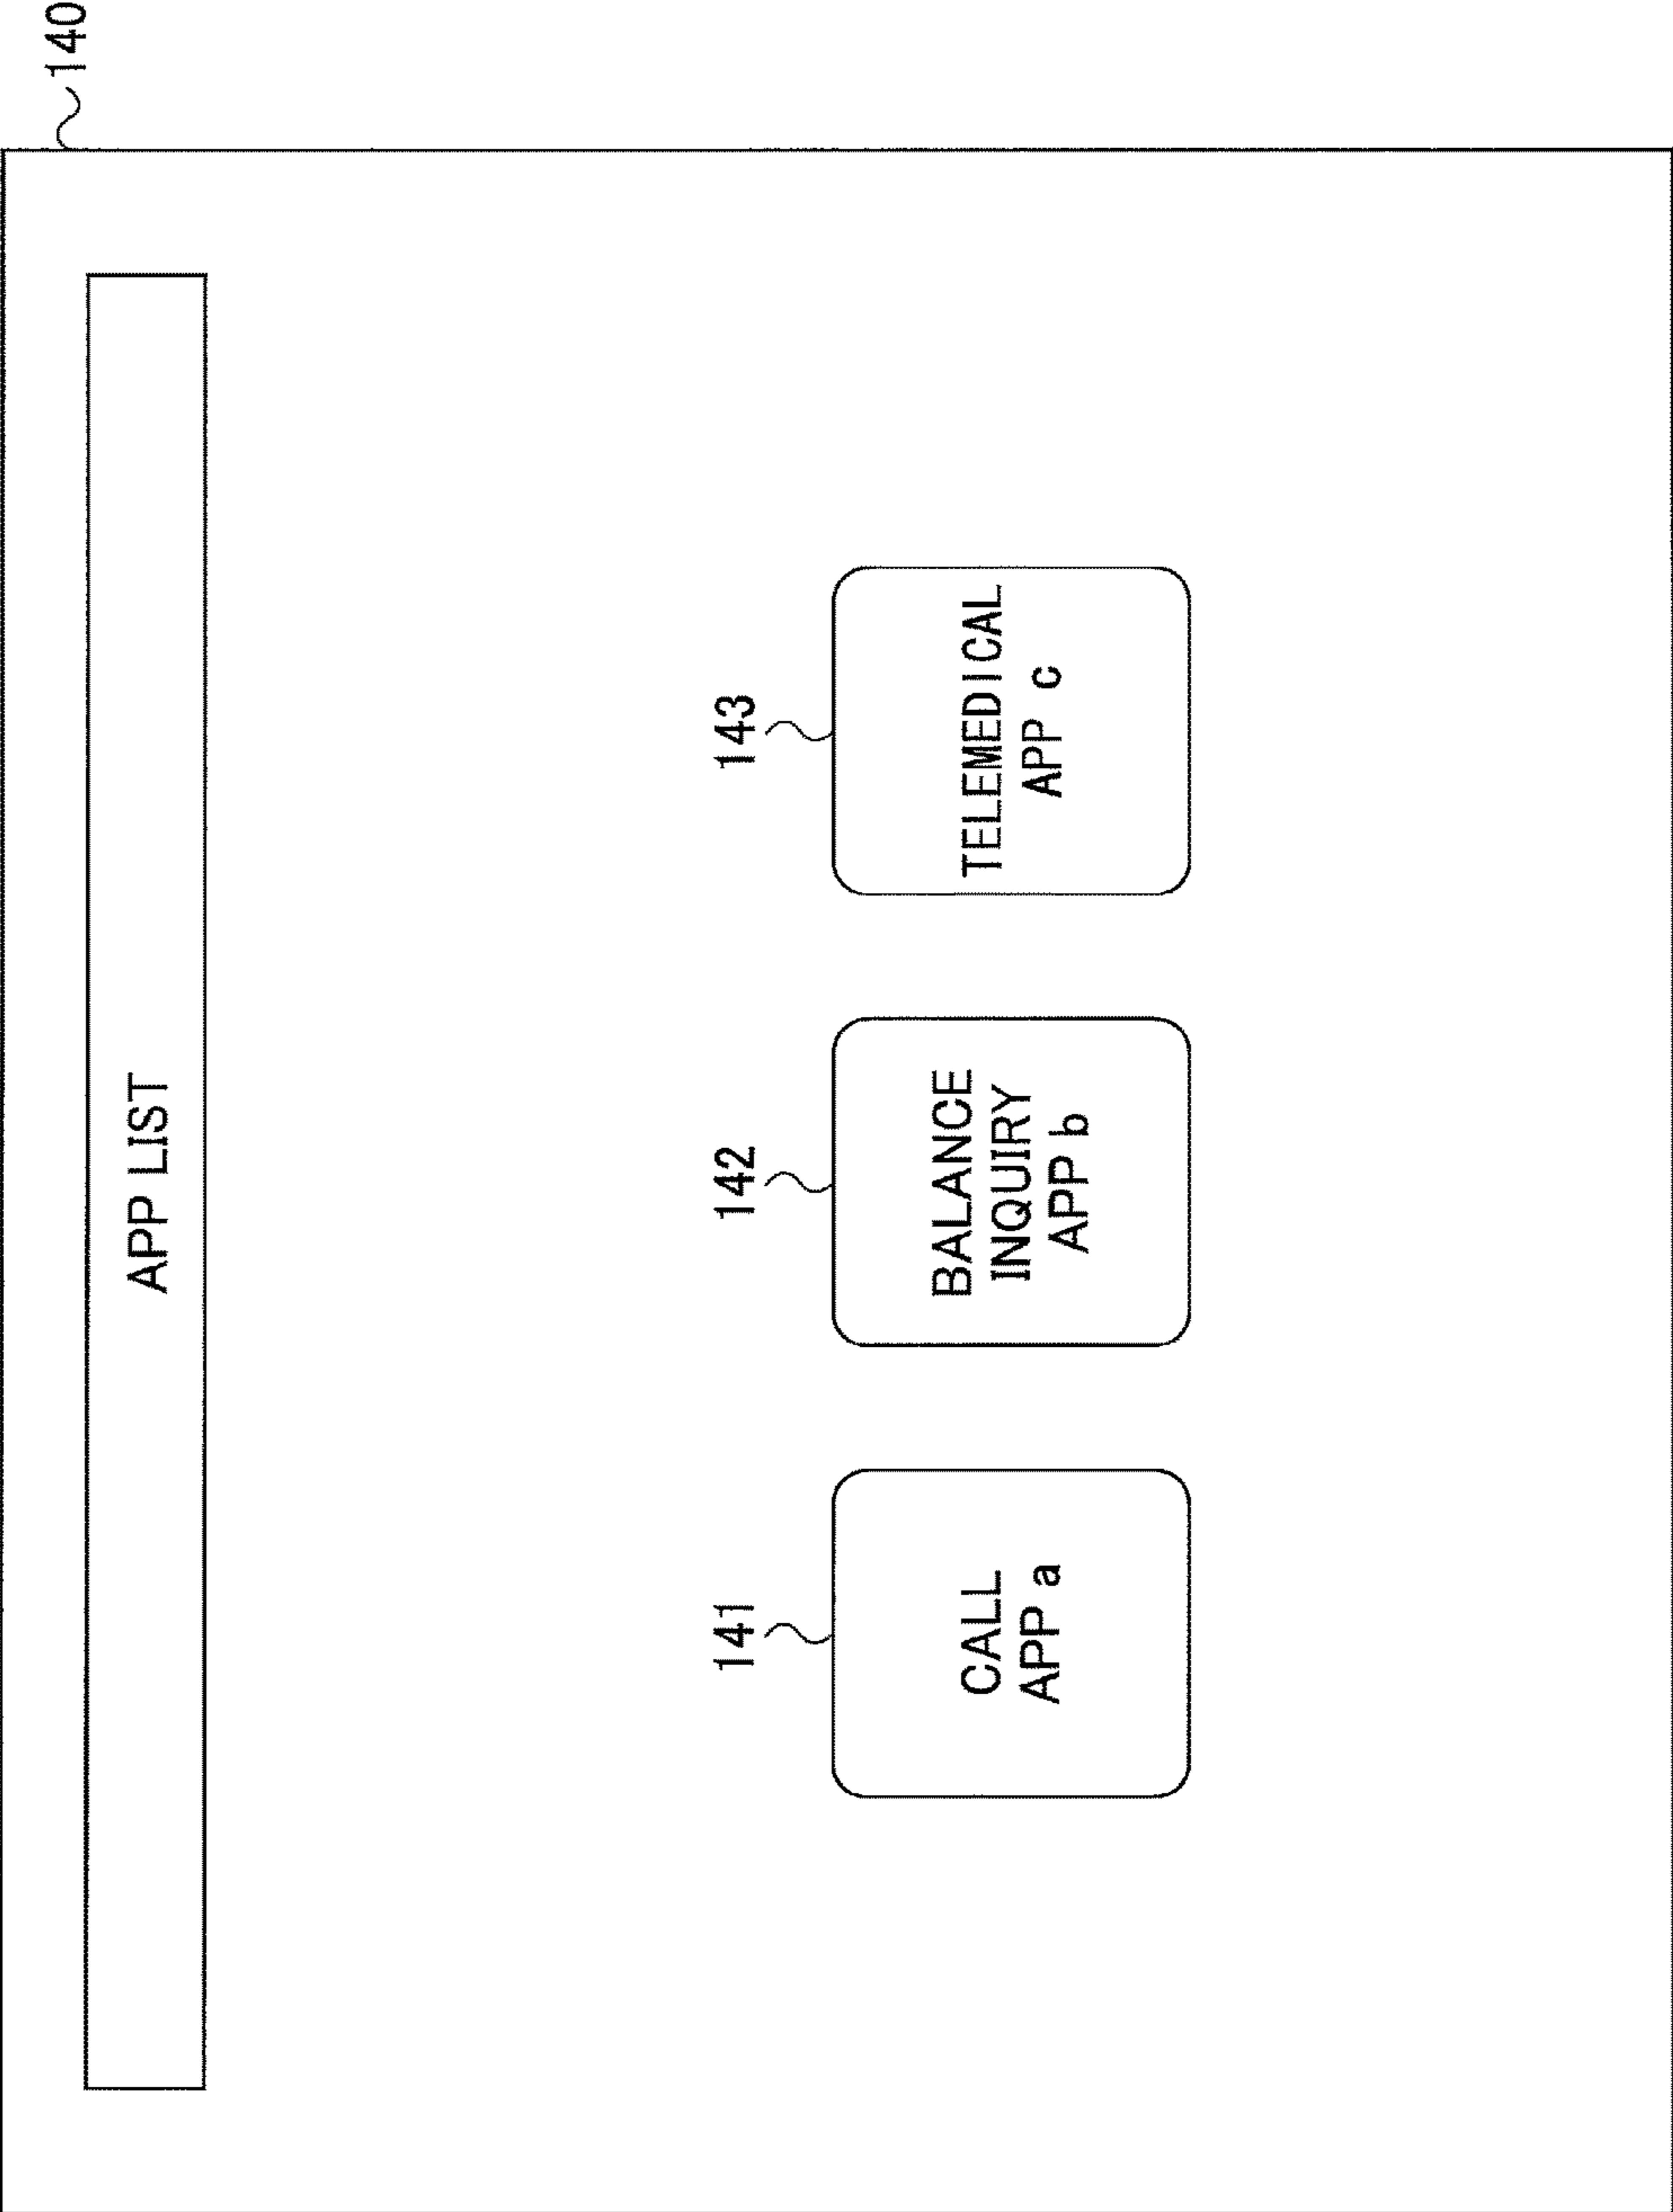 140
APP LIST
141
CALL
APP a
142
BALANCE
INQUIRY
APP b
143
TELEMEDICAL
APP c